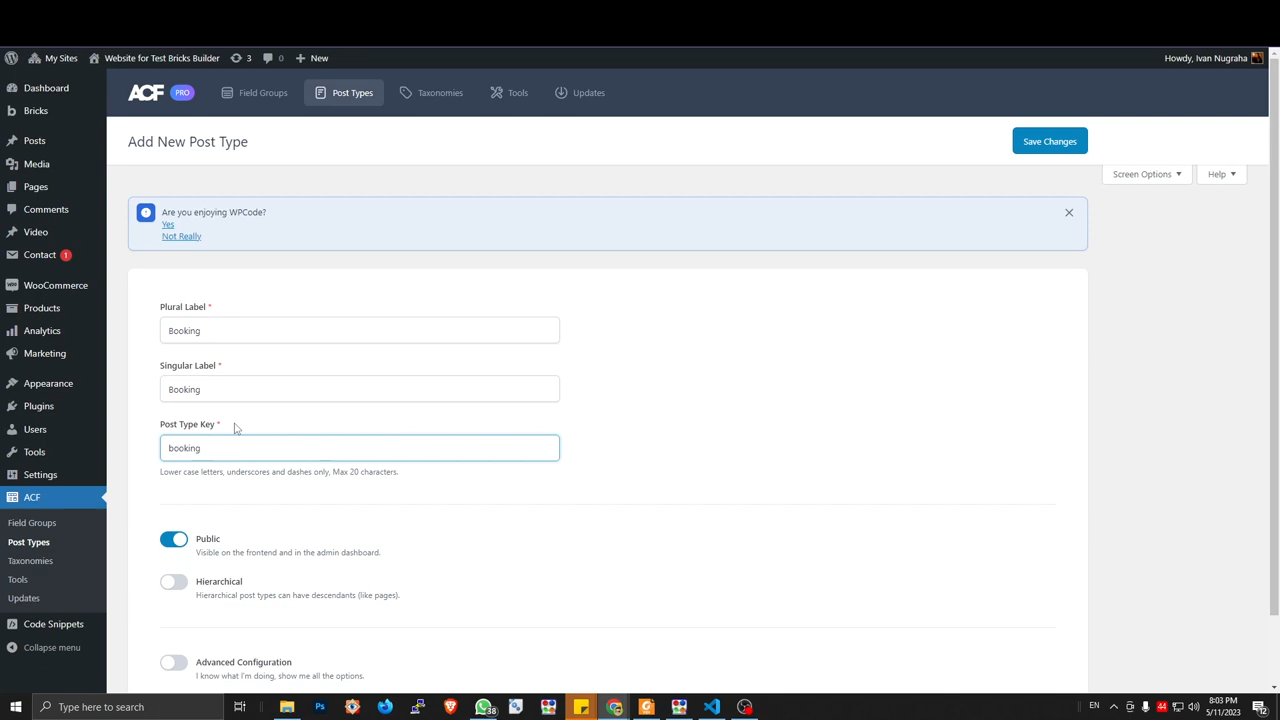 My Sites
Website for Test Bricks Builder
3
0
New
Howdy, Ivan Nugraha
Dashboard
Bricks
Posts
Media
Pages
Comments
Video
Contact 1
WooCommerce
Products
Analytics
Marketing
Appearance
Plugins
Users
Tools
Settings
ACF
Field Groups
Post Types
Taxonomies
Tools
Updates
Code Snippets
Collapse menu
ACF PRO
Field Groups
Post Types
Taxonomies
Tools
Updates
Add New Post Type
Save Changes
Screen Options
Help
Are you enjoying WPCode?
Yes
Not Really
Plural Label *
Booking
Singular Label *
Booking
Post Type Key *
booking
Lower case letters, underscores and dashes only, Max 20 characters.
Public
Visible on the frontend and in the admin dashboard.
Hierarchical
Hierarchical post types can have descendants (like pages).
Advanced Configuration
I know what I'm doing, show me all the options.
Type here to search
Ps
38
EN
44
8:03 PM
5/11/2023
12